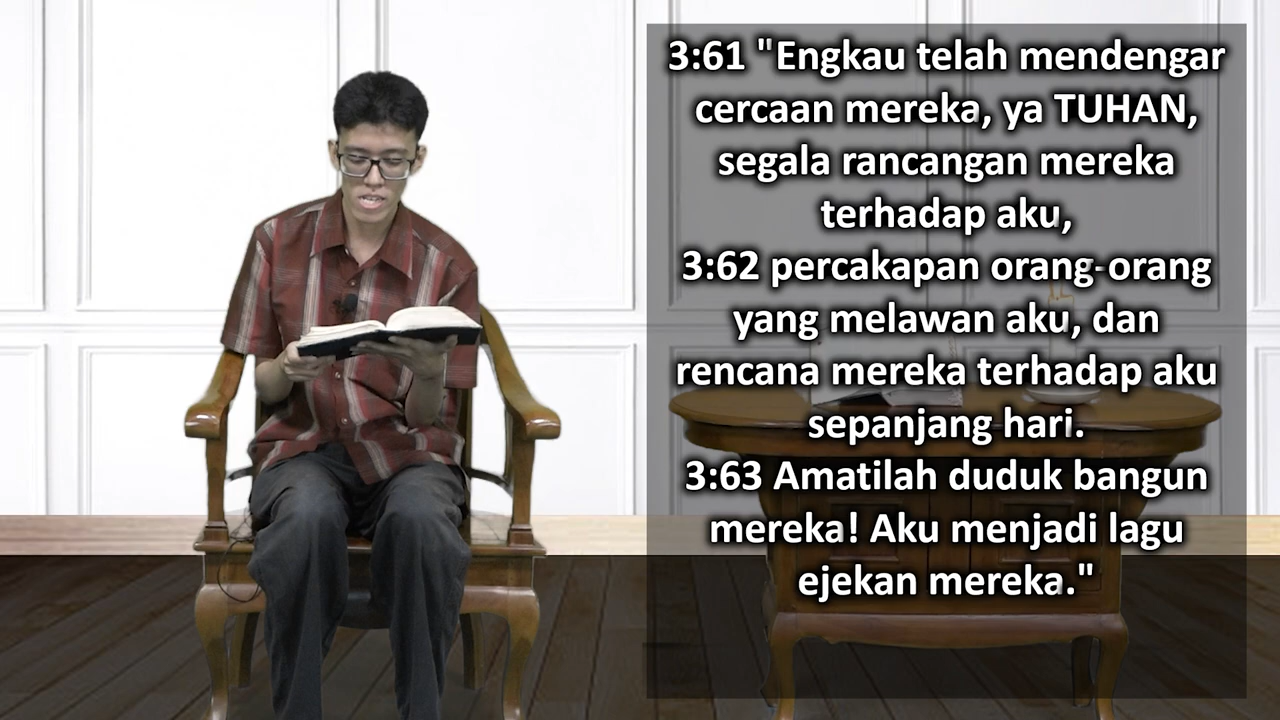 3:61 "Engkau telah mendengar
cercaan mereka, ya TUHAN,
segala rancangan mereka
terhadap aku,
3:62 percakapan orang-orang
yang melawan aku, dan
rencana mereka terhadap aku
sepanjang hari.
3:63 Amatilah duduk bangun
mereka! Aku menjadi lagu
ejekan mereka."